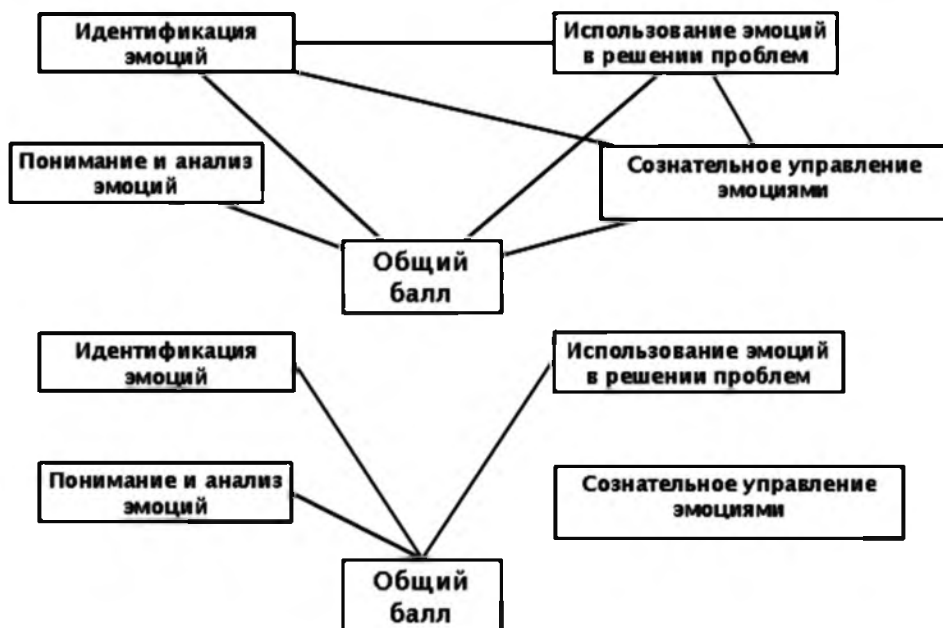 Идентификация
эмоций
Использование эмоций
в решении проблем
Понимание и анализ
эмоций
Сознательное управление
эмоциями
Общий
балл
Идентификация
эмоций
Использование эмоций
в решении проблем
Понимание и анализ
эмоций
Сознательное управление
эмоциями
Общий
балл